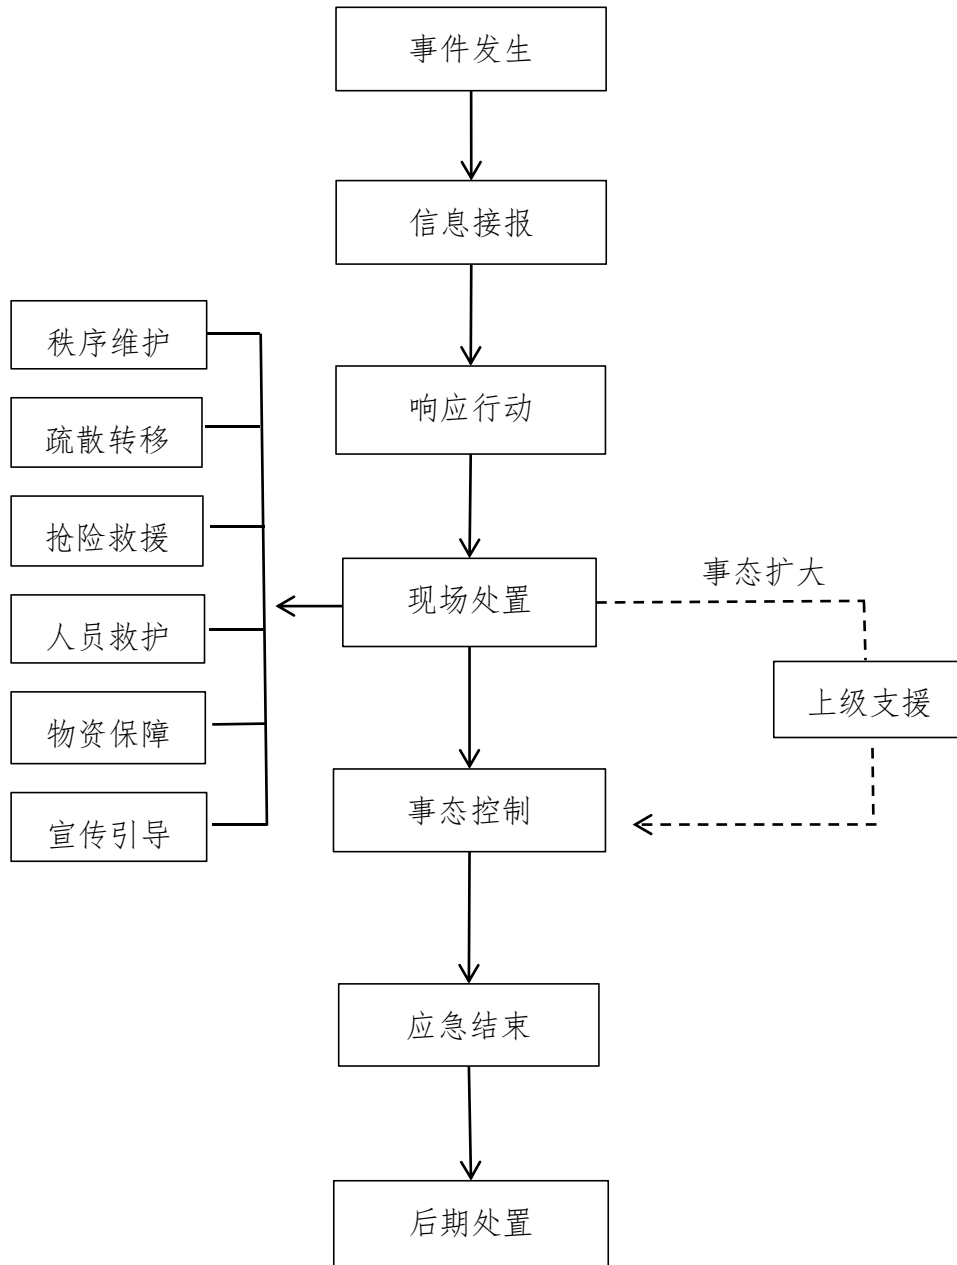 事件发生
信息接报
响应行动
现场处置
事态控制
应急结束
后期处置
秩序维护
疏散转移
抢险救援
人员救护
物资保障
宣传引导
事态扩大
上级支援